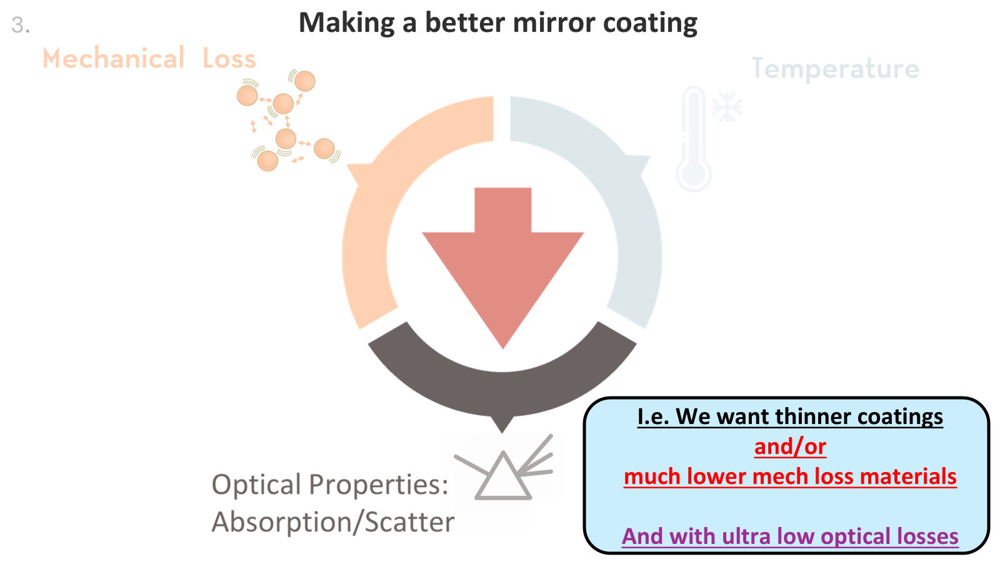 3.
Making a better mirror coating
Mechanical Loss
Temperature
Optical Properties:
Absorption/Scatter
I.e. We want thinner coatings
and/or
much lower mech loss materials
And with ultra low optical losses